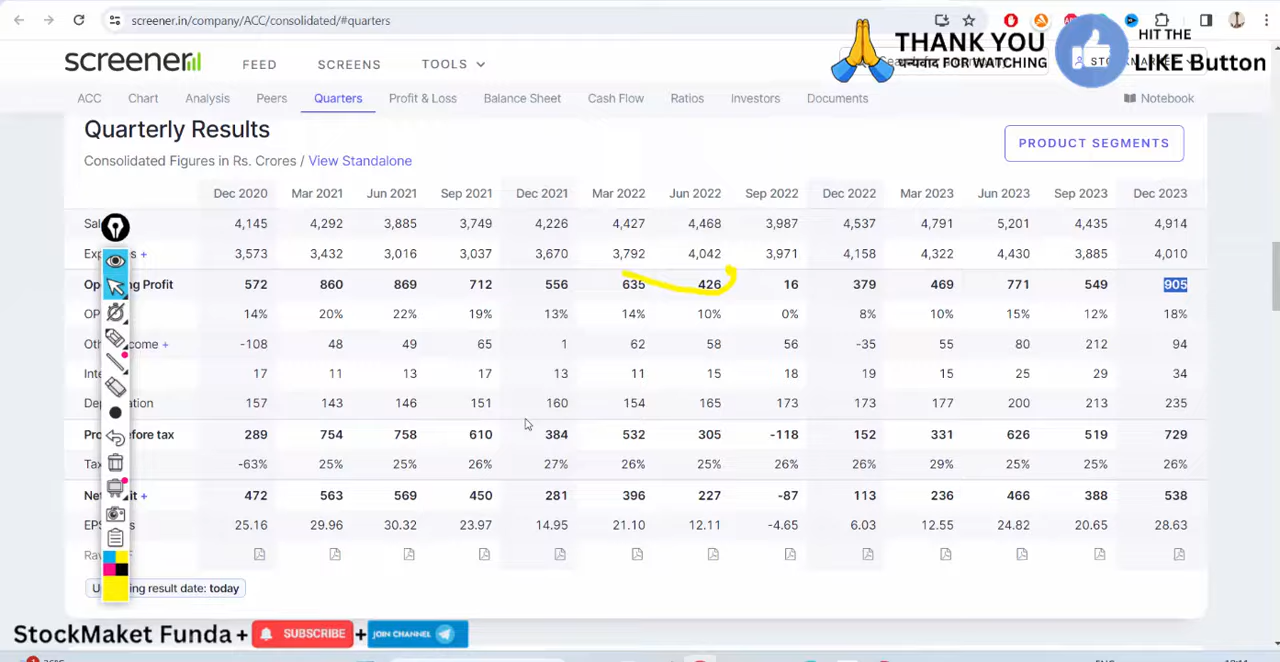 screener.in/company/ACC/consolidated/#quarters
THANK YOU
धन्यवाद FOR WATCHING
HIT THE
LIKE Button
screener
FEED SCREENS TOOLS
ACC Chart Analysis Peers Quarters Profit & Loss Balance Sheet Cash Flow Ratios Investors Documents Notebook
Quarterly Results
PRODUCT SEGMENTS
Consolidated Figures in Rs. Crores / View Standalone
Dec 2020 Mar 2021 Jun 2021 Sep 2021 Dec 2021 Mar 2022 Jun 2022 Sep 2022 Dec 2022 Mar 2023 Jun 2023 Sep 2023 Dec 2023
4,145 4,292 3,885 3,749 4,226 4,427 4,468 3,987 4,537 4,791 5,201 4,435 4,914
3,573 3,432 3,016 3,037 3,670 3,792 4,042 3,971 4,158 4,322 4,430 3,885 4,010
Profit 572 860 869 712 556 635 426 16 379 469 771 549 905
14% 20% 22% 19% 13% 14% 10% 0% 8% 10% 15% 12% 18%
-108 48 49 65 1 62 58 56 -35 55 80 212 94
17 11 13 17 13 11 15 18 19 15 25 29 34
157 143 146 151 160 154 165 173 173 177 200 213 235
tax 289 754 758 610 384 532 305 -118 152 331 626 519 729
-63% 25% 25% 26% 27% 26% 25% 26% 26% 29% 25% 26% 26%
472 563 569 450 281 396 227 -87 113 236 466 388 538
25.16 29.96 30.32 23.97 14.95 21.10 12.11 -4.65 6.03 12.55 24.82 20.65 28.63
result date: today
StockMaket Funda + SUBSCRIBE + JOIN CHANNEL